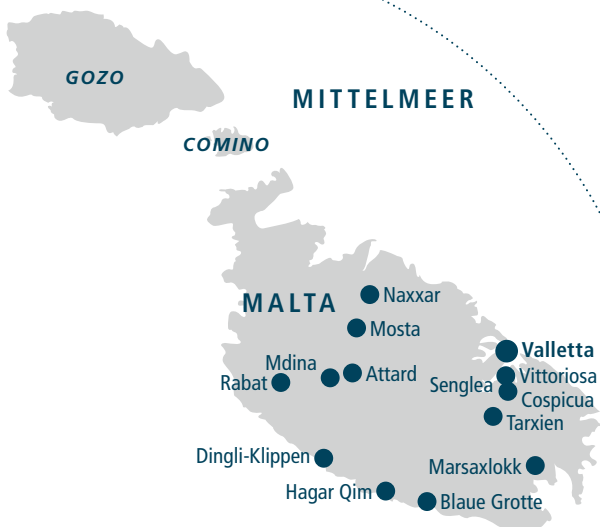 GOZO
MITTELMEER
COMINO
MALTA
Naxxar
Mosta
Valletta
Mdina
Attard
Vittoriosa
Rabat
Senglea
Cospicua
Tarxien
Dingli-Klippen
Marsaxlokk
Hagar Qim
Blaue Grotte